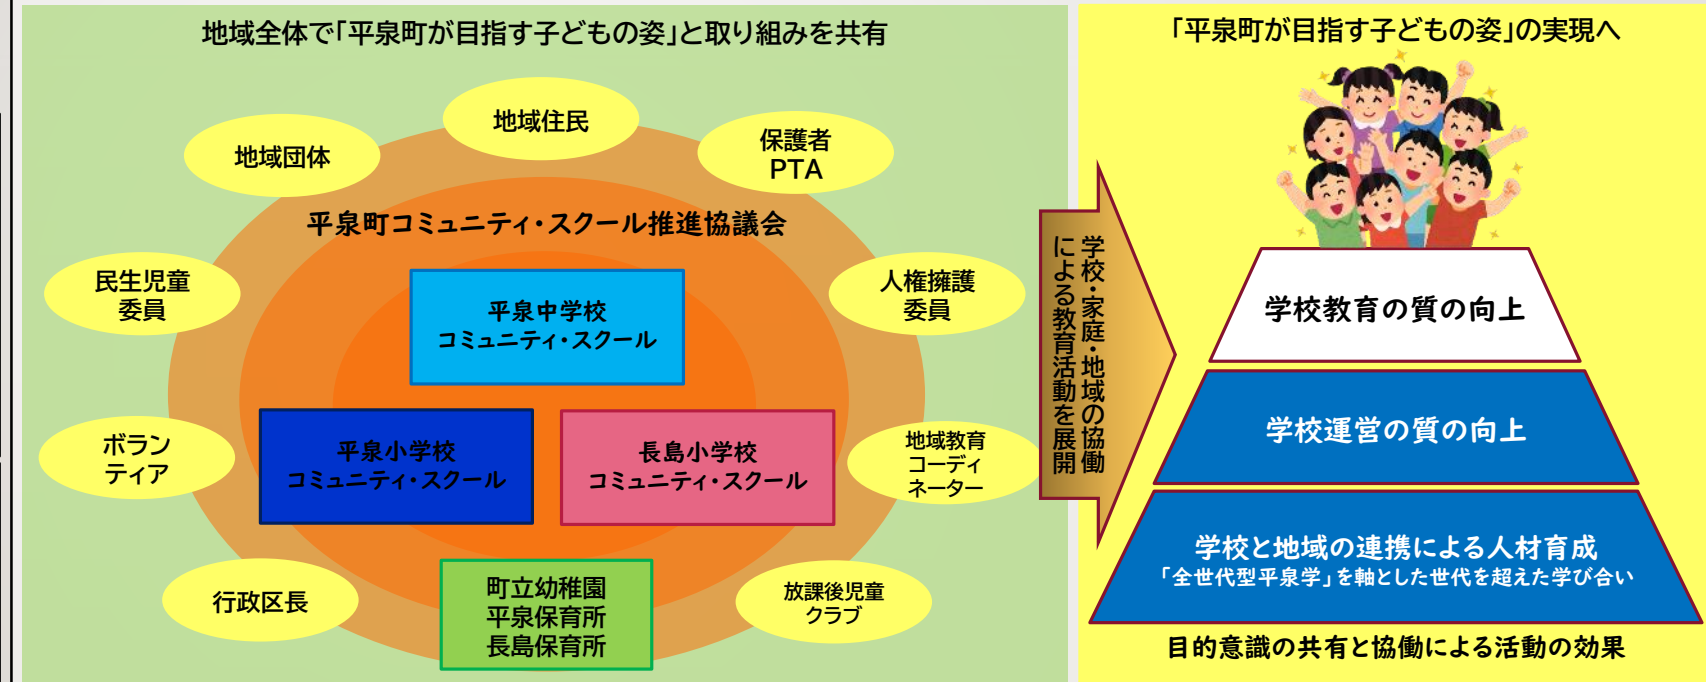 地域全体で「平泉町が目指す子どもの姿」と取り組みを共有
地域住民
地域団体
保護者
PTA
平泉町コミュニティ・スクール推進協議会
民生児童
委員
人権擁護
委員
平泉中学校
コミュニティ・スクール
ボラン
ティア
平泉小学校
コミュニティ・スクール
長島小学校
コミュニティ・スクール
地域教育
コーディ
ネーター
行政区長
町立幼稚園
平泉保育所
長島保育所
放課後児童
クラブ
学校・家庭・地域の協働
による教育活動を展開
「平泉町が目指す子どもの姿」の実現へ
学校教育の質の向上
学校運営の質の向上
学校と地域の連携による人材育成
「全世代型平泉学」を軸とした世代を超えた学び合い
目的意識の共有と協働による活動の効果